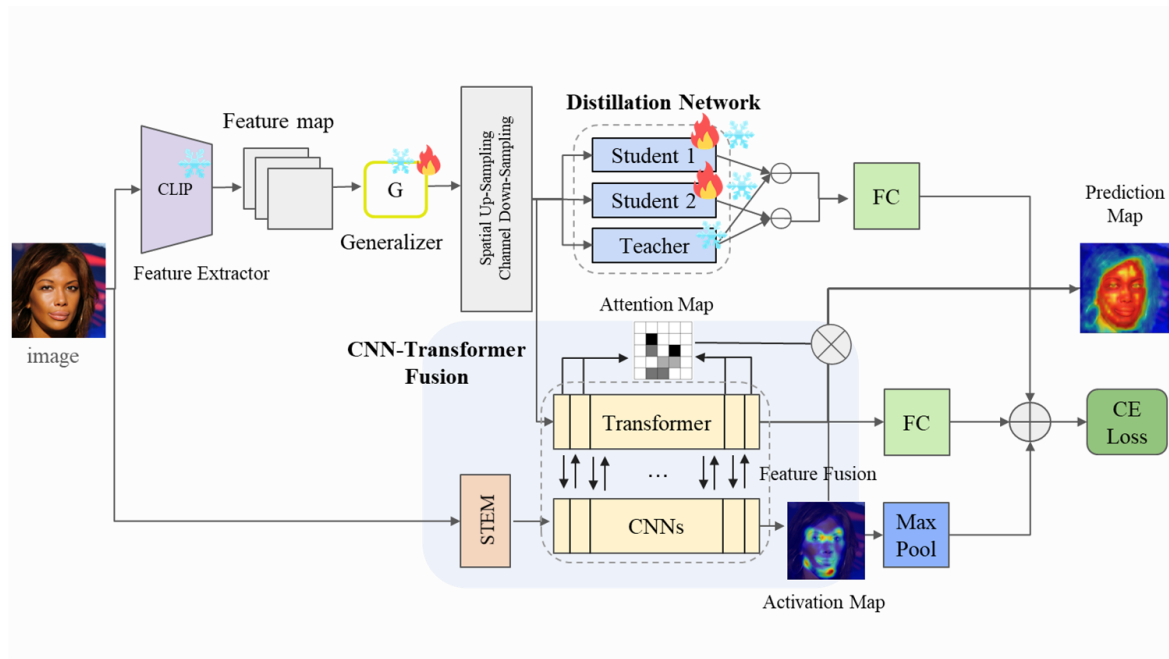 Distillation Network
Feature map
Spatial Up-Sampling
Channel Down-Sampling
Student 1
CLIP
G
Student 2
FC
Prediction
Map
Generalizer
Teacher
Feature Extractor
Attention Map
image
CNN-Transformer
Fusion
Transformer
FC
CE
Loss
...
Feature Fusion
STEM
CNNs
Max
Pool
Activation Map